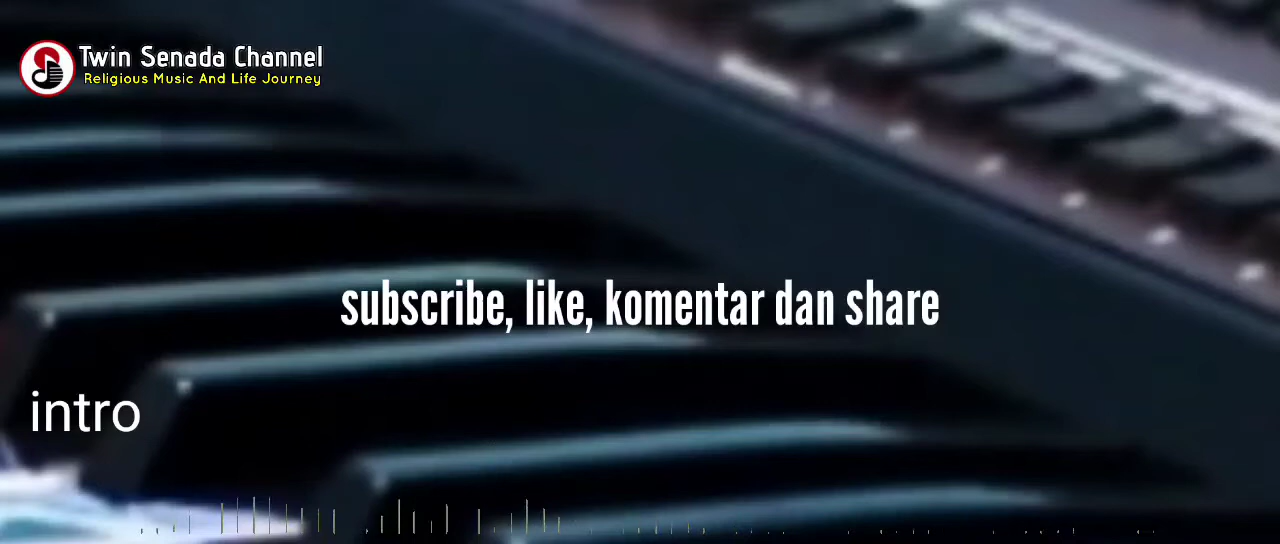 Twin Senada Channel
Religious Music And Life Journey
subscribe, like, komentar dan share
intro